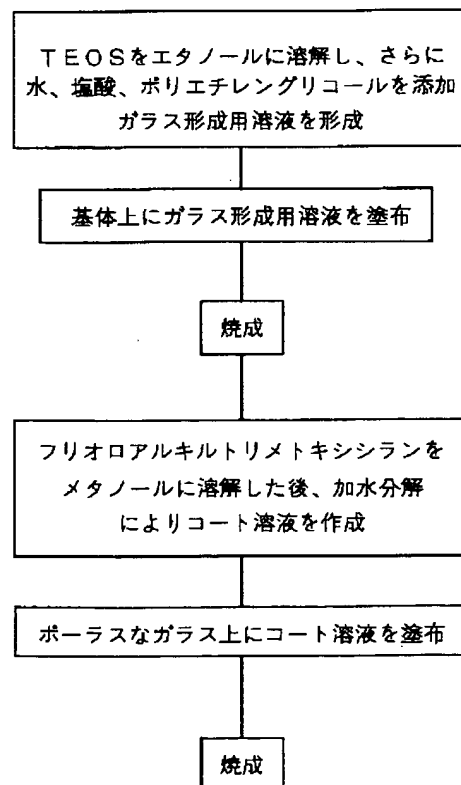 TEOSをエタノールに溶解し、さらに
水、塩酸、ポリエチレングリコールを添加
ガラス形成用溶液を形成
基体上にガラス形成用溶液を塗布
焼成
フリオロアルキルトリメトキシシランを
メタノールに溶解した後、加水分解
によりコート溶液を作成
ポーラスなガラス上にコート溶液を塗布
焼成